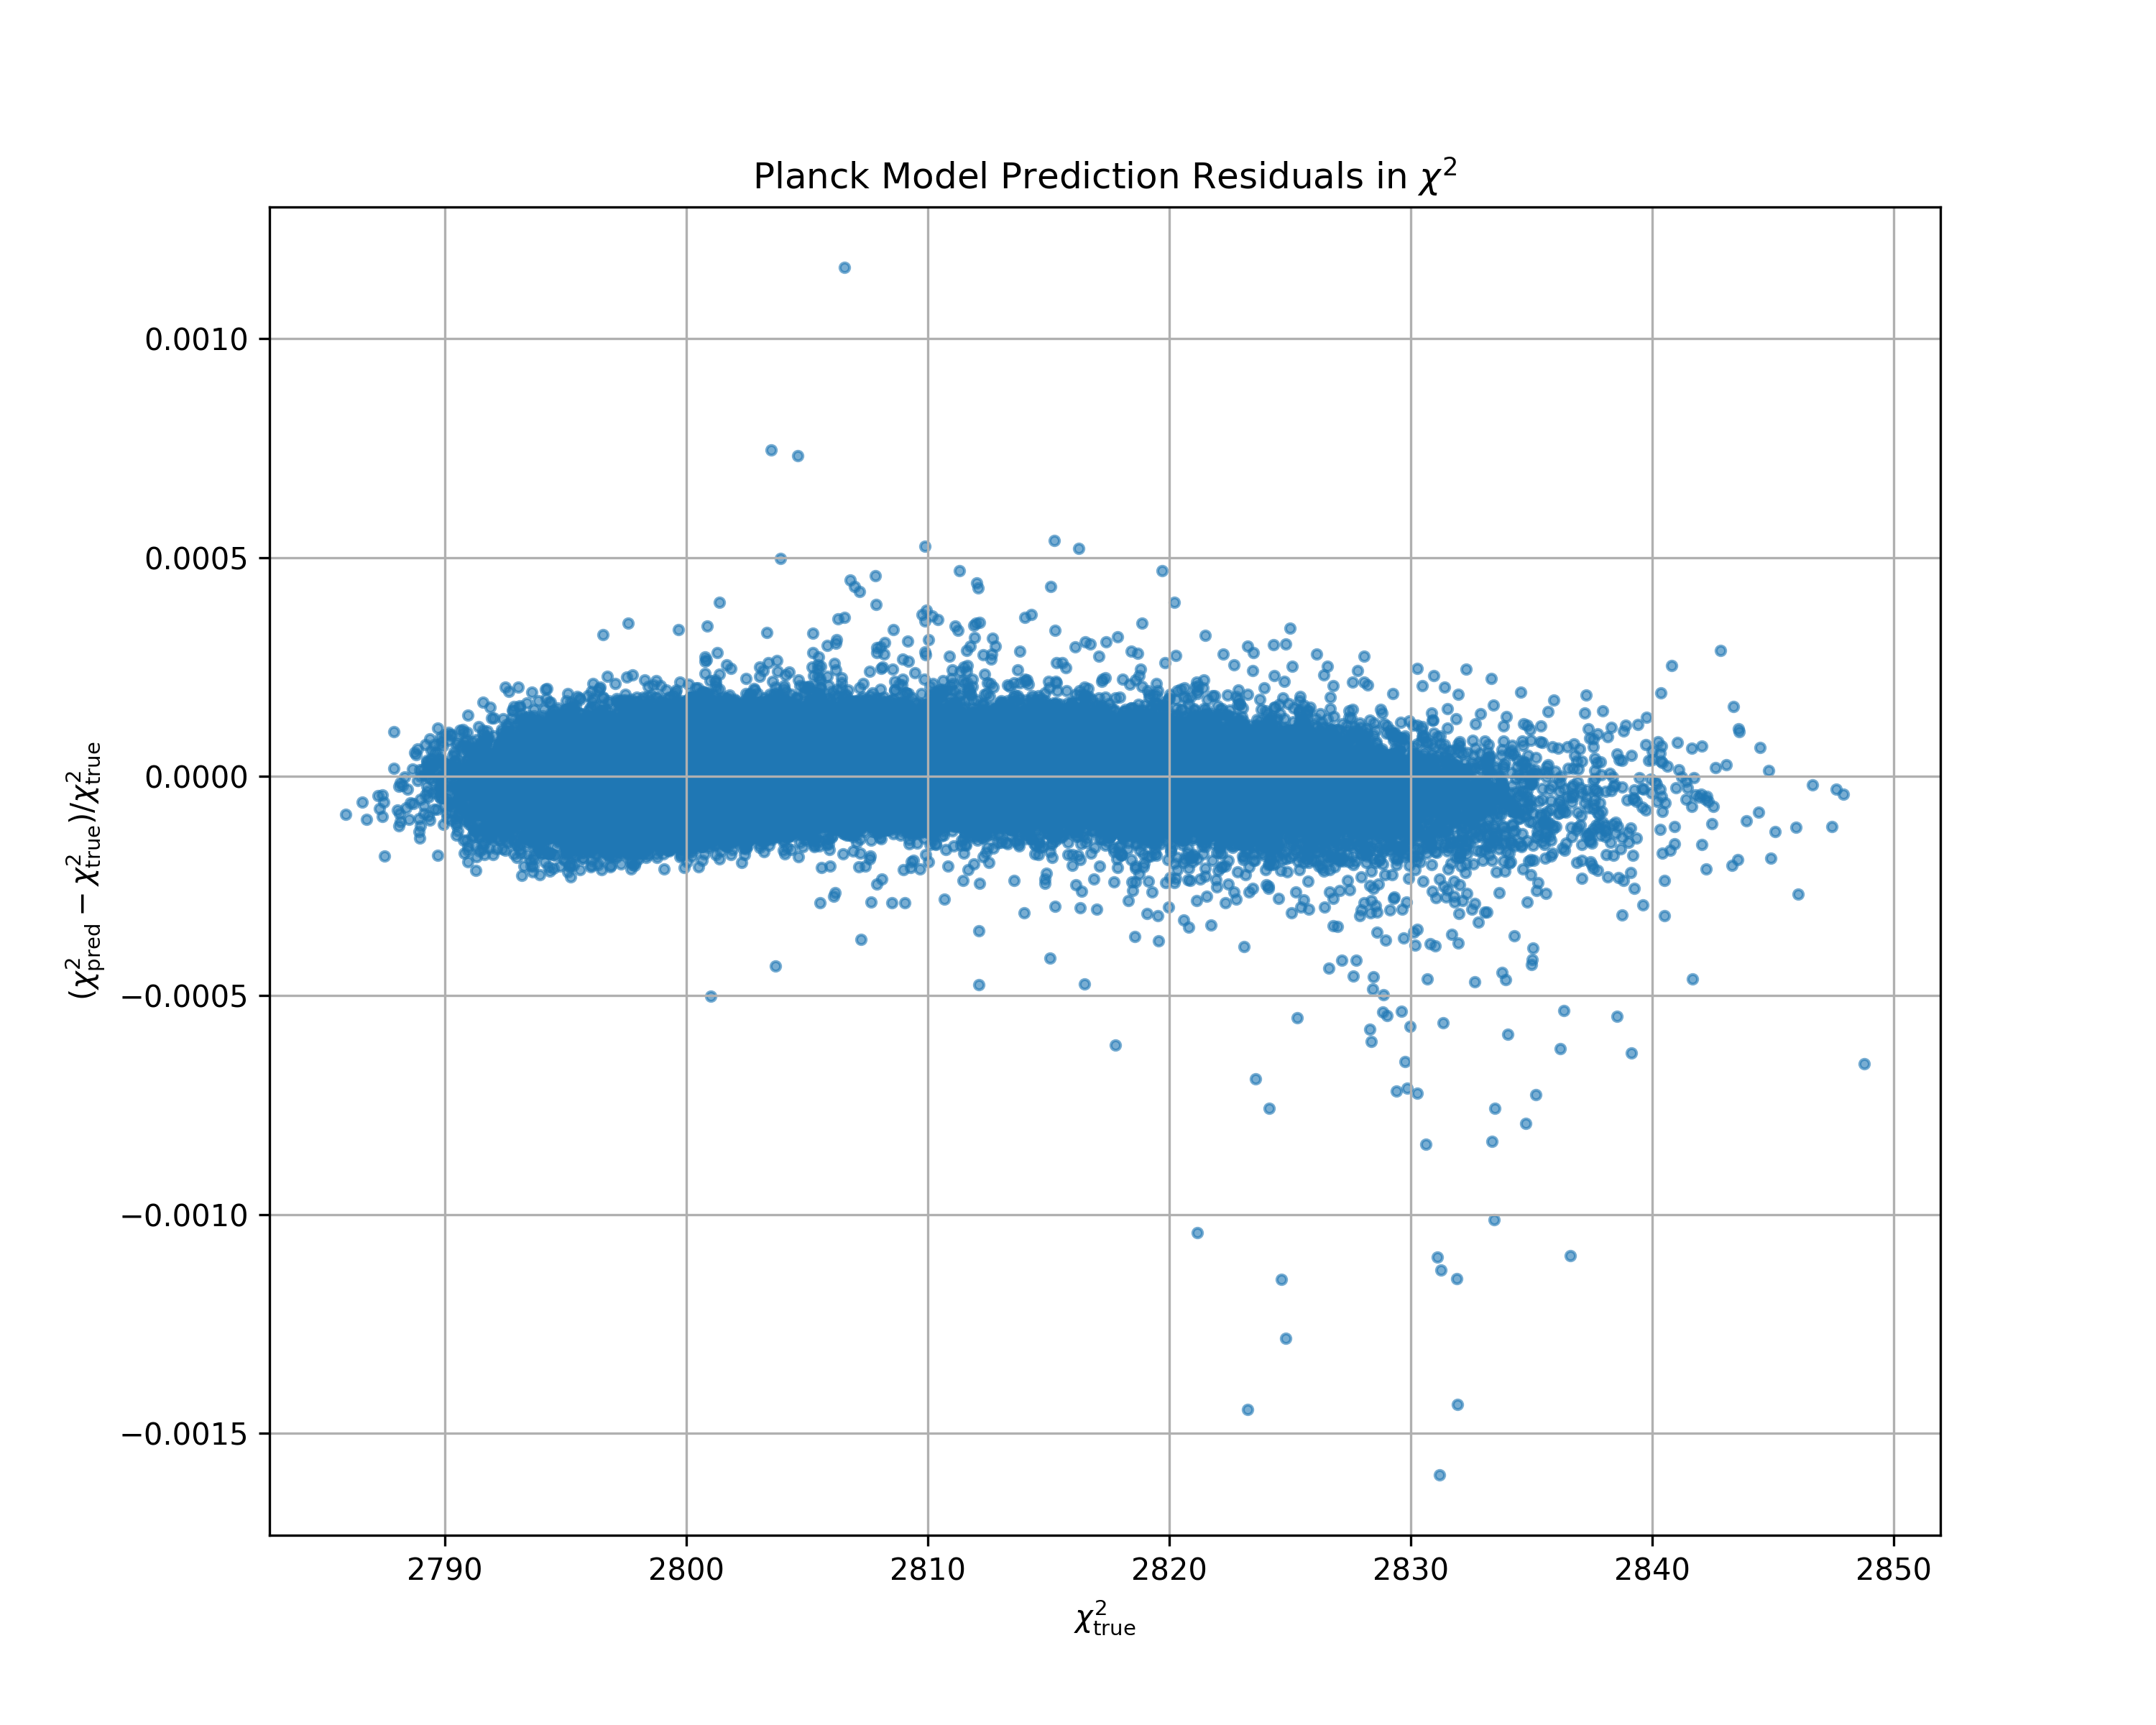 Planck Model Prediction Residuals in χ²
0.0010
0.0005
0.0000
−0.0005
−0.0010
−0.0015
(χ²pred − χ²true)/χ²true
2790 2800 2810 2820 2830 2840 2850
χ²true